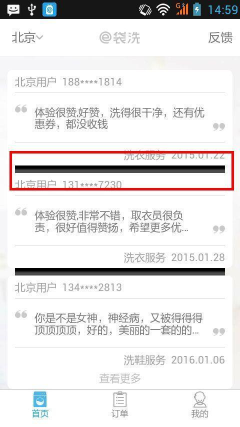 14:59
北京
e袋洗
反馈
北京用户 188****1814
体验很赞,好赞，洗得很干净，还有优
惠券，都没收钱
洗衣服务 2015.01.22
北京用户 131****7230
体验很赞,非常不错，取衣员很负
责，很好值得赞扬，希望更多优...
洗衣服务 2015.01.28
北京用户 134****2813
你是不是女神，神经病，又被得得得
顶顶顶顶，好的，美丽的一套的的...
洗鞋服务 2016.01.06
查看更多
首页
订单
我的